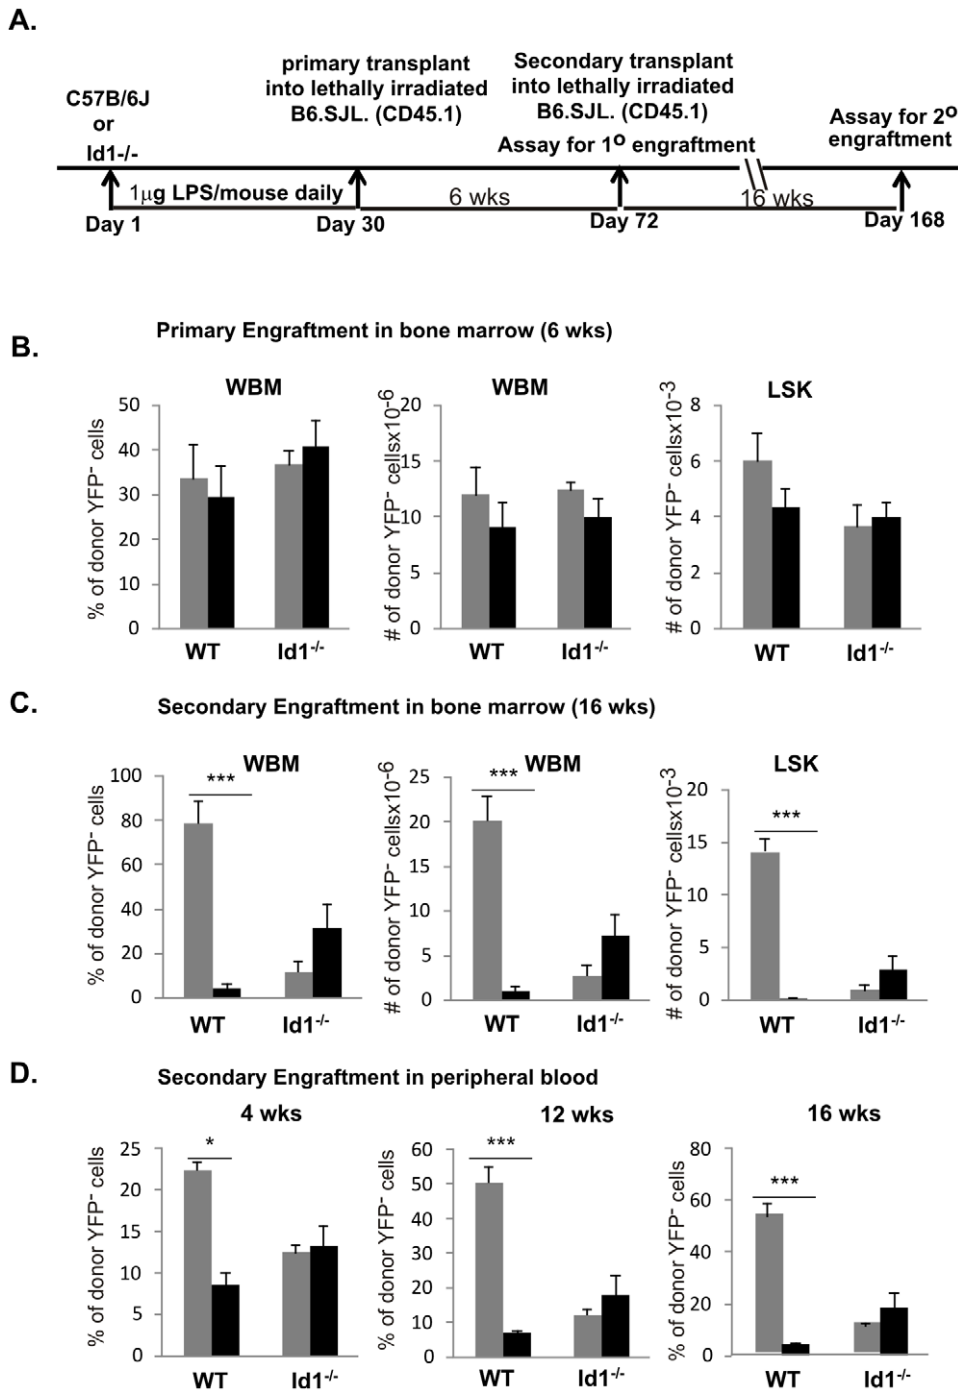 A.
C57B/6J
or
Id1-/-
primary transplant
into lethally irradiated
B6.SJL. (CD45.1)
Secondary transplant
into lethally irradiated
B6.SJL. (CD45.1)
Assay for 1º engraftment
Assay for 2º
engraftment
1µg LPS/mouse daily
6 wks
16 wks
Day 1
Day 30
Day 72
Day 168
B.
Primary Engraftment in bone marrow (6 wks)
WBM
% of donor YFP⁻ cells
50
40
30
20
10
0
WT
Id1⁻/⁻
WBM
# of donor YFP⁻ cellsx10⁻⁶
20
15
10
5
0
WT
Id1⁻/⁻
LSK
# of donor YFP⁻ cellsx10⁻³
8
6
4
2
0
WT
Id1⁻/⁻
C.
Secondary Engraftment in bone marrow (16 wks)
WBM
% of donor YFP⁻ cells
100
80
60
40
20
0
***
WT
Id1⁻/⁻
WBM
# of donor YFP⁻ cellsx10⁻⁶
25
20
15
10
5
0
***
WT
Id1⁻/⁻
LSK
# of donor YFP⁻ cellsx10⁻³
20
15
10
5
0
***
WT
Id1⁻/⁻
D.
Secondary Engraftment in peripheral blood
4 wks
% of donor YFP⁻ cells
25
20
15
10
5
0
*
WT
Id1⁻/⁻
12 wks
% of donor YFP⁻ cells
60
50
40
30
20
10
0
***
WT
Id1⁻/⁻
16 wks
% of donor YFP⁻ cells
80
60
40
20
0
***
WT
Id1⁻/⁻